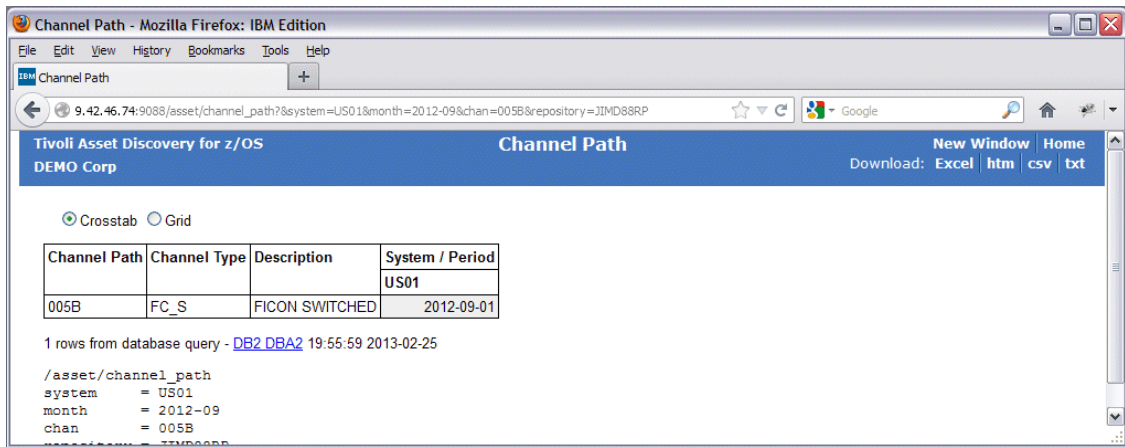 Channel Path - Mozilla Firefox: IBM Edition
File Edit View History Bookmarks Tools Help
IBM Channel Path +
9.42.46.74:9088/asset/channel_path?&system=US01&month=2012-09&chan=005B&repository=JIMD88RP Google
Tivoli Asset Discovery for z/OS Channel Path New Window Home
DEMO Corp Download: Excel htm csv txt
Crosstab Grid
Channel Path Channel Type Description System / Period
US01
005B FC_S FICON SWITCHED 2012-09-01
1 rows from database query - DB2 DBA2 19:55:59 2013-02-25
/asset/channel_path
system = US01
month = 2012-09
chan = 005B
repository = JIMD88RP